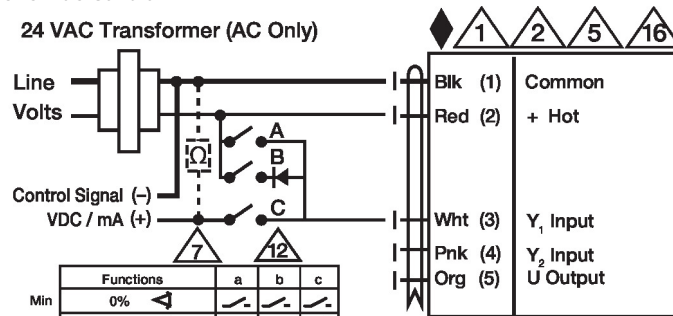 24 VAC Transformer (AC Only)
1 2 5 16
Line
Volts
Blk (1) Common
Red (2) + Hot
A
Ω
B
Control Signal (–)
VDC / mA (+)
C
Wht (3) Y1 Input
Pnk (4) Y2 Input
Org (5) U Output
7 12
Functions a b c
Min 0%